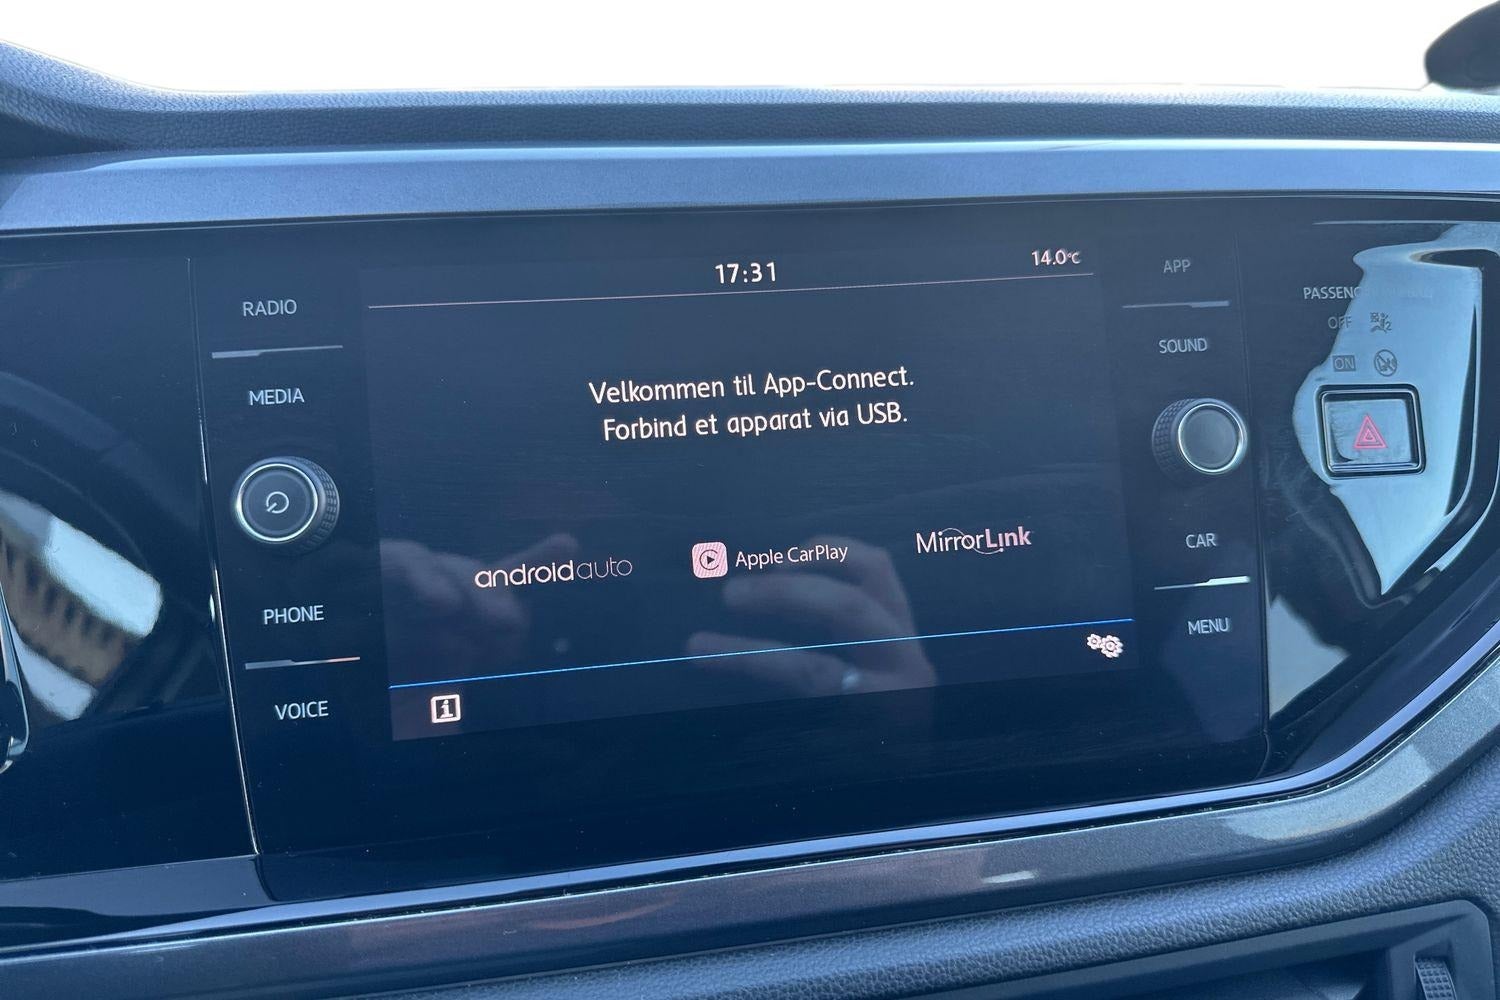 17:31
14.0°C
RADIO
MEDIA
PHONE
VOICE
Velkommen til App-Connect.
Forbind et apparat via USB.
androidauto
Apple CarPlay
MirrorLink
i
APP
SOUND
CAR
MENU
OFF
2
ON